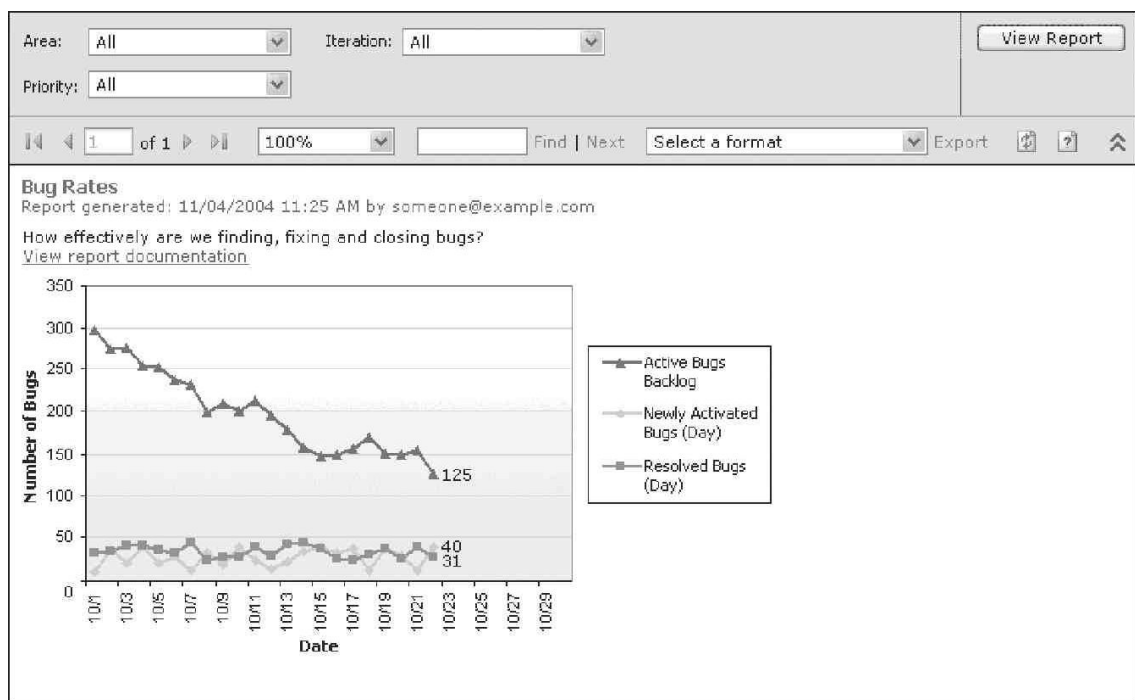 Area: All Iteration: All View Report
Priority: All
1 of 1 100% Find | Next Select a format Export
Bug Rates
Report generated: 11/04/2004 11:25 AM by someone@example.com
How effectively are we finding, fixing and closing bugs?
View report documentation
350
300
250
200
150
100
50
0
Number of Bugs
125
40
31
10/1 10/3 10/5 10/7 10/9 10/11 10/13 10/15 10/17 10/19 10/21 10/23 10/25 10/27 10/29
Date
Active Bugs
Backlog
Newly Activated
Bugs (Day)
Resolved Bugs
(Day)